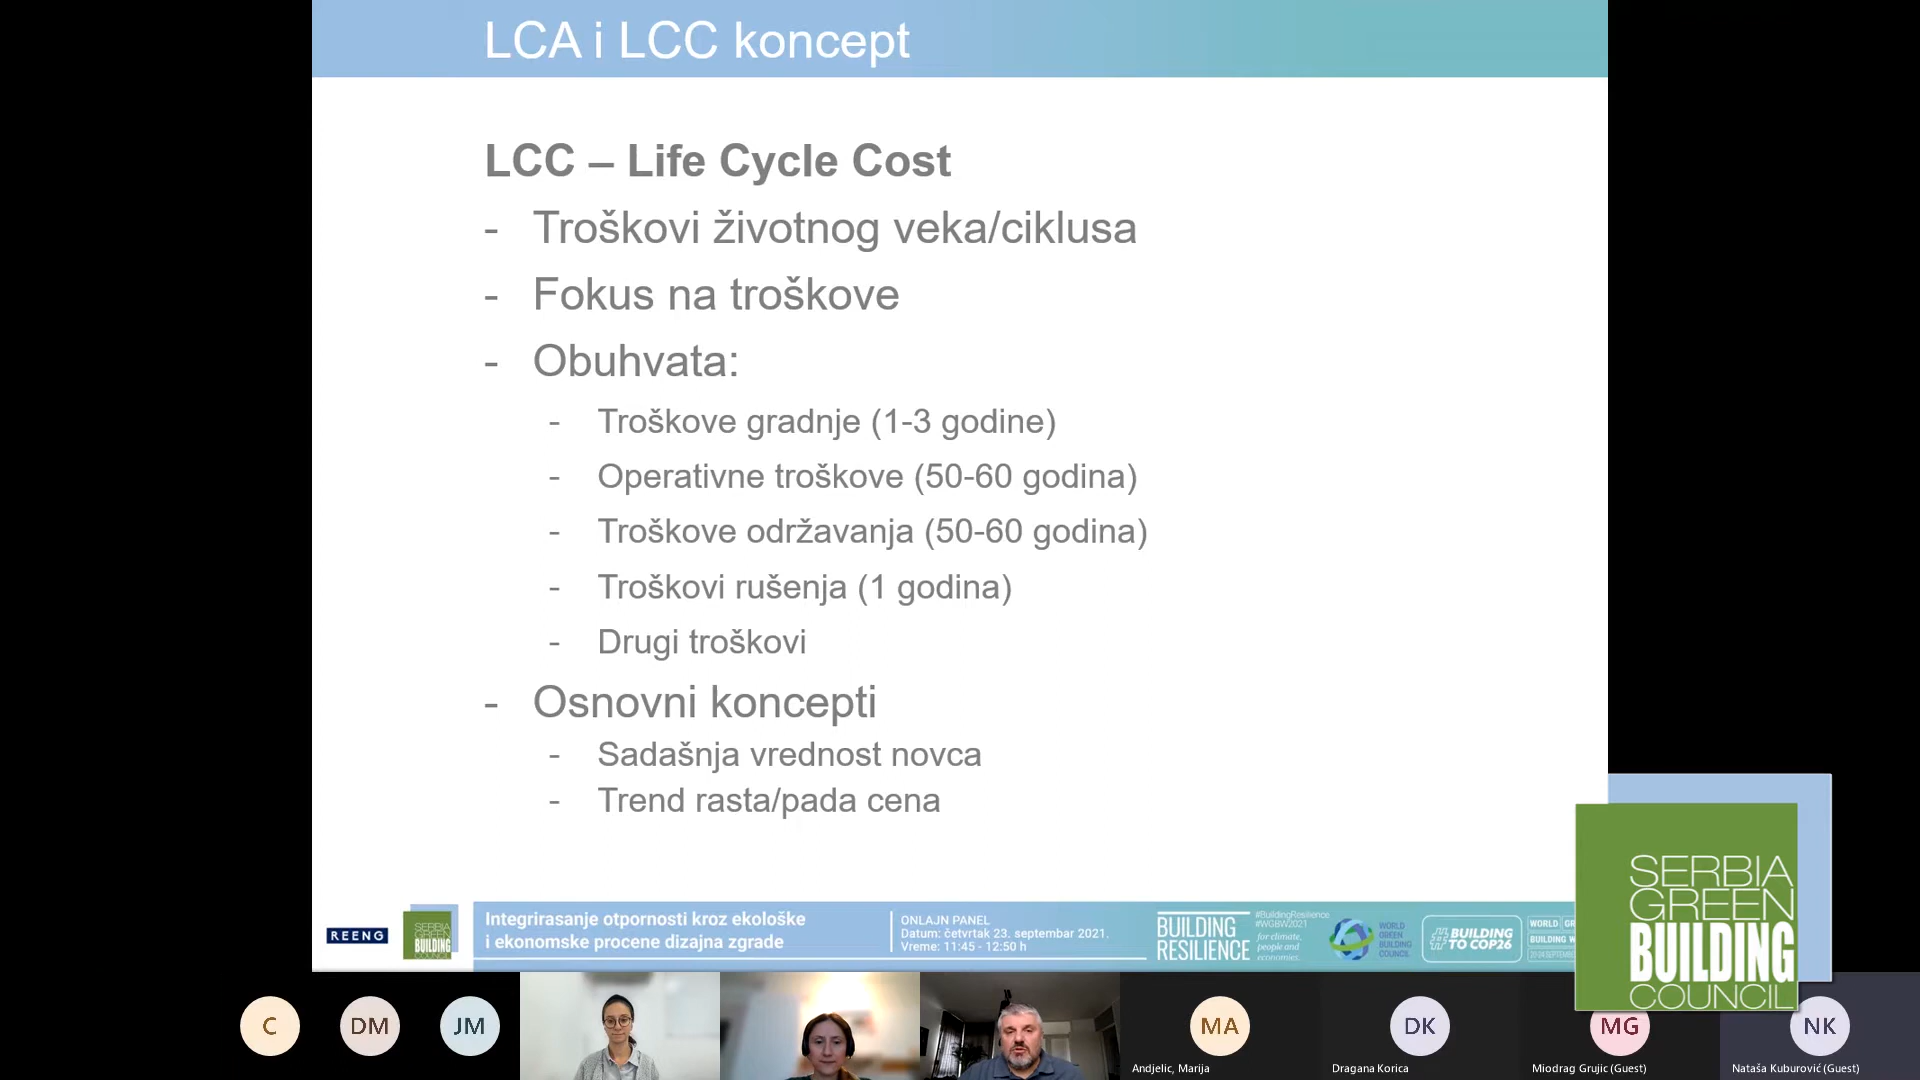 LCA i LCC koncept
LCC – Life Cycle Cost
- Troškovi životnog veka/ciklusa
- Fokus na troškove
- Obuhvata:
- Troškove gradnje (1-3 godine)
- Operativne troškove (50-60 godina)
- Troškove održavanja (50-60 godina)
- Troškovi rušenja (1 godina)
- Drugi troškovi
- Osnovni koncepti
- Sadašnja vrednost novca
- Trend rasta/pada cena
REENG
SERBIA
GREEN
BUILDING
COUNCIL
Integrirasanje otpornosti kroz ekološke
i ekonomske procene dizajna zgrade
ONLAJN PANEL
Datum: četvrtak 23. septembar 2021.
Vreme: 11:45 - 12:50 h
BUILDING
RESILIENCE
#BuildingResilience
#WGBW2021
for climate,
people and
economies.
WORLD
GREEN
BUILDING
COUNCIL
#BUILDING
TO COP26
WORLD GR
BUILDING W
SERBIA
GREEN
BUILDING
COUNCIL
C
DM
JM
MA
DK
MG
NK
Andjelic, Marija
Dragana Korica
Miodrag Grujic (Guest)
Nataša Kuburović (Guest)